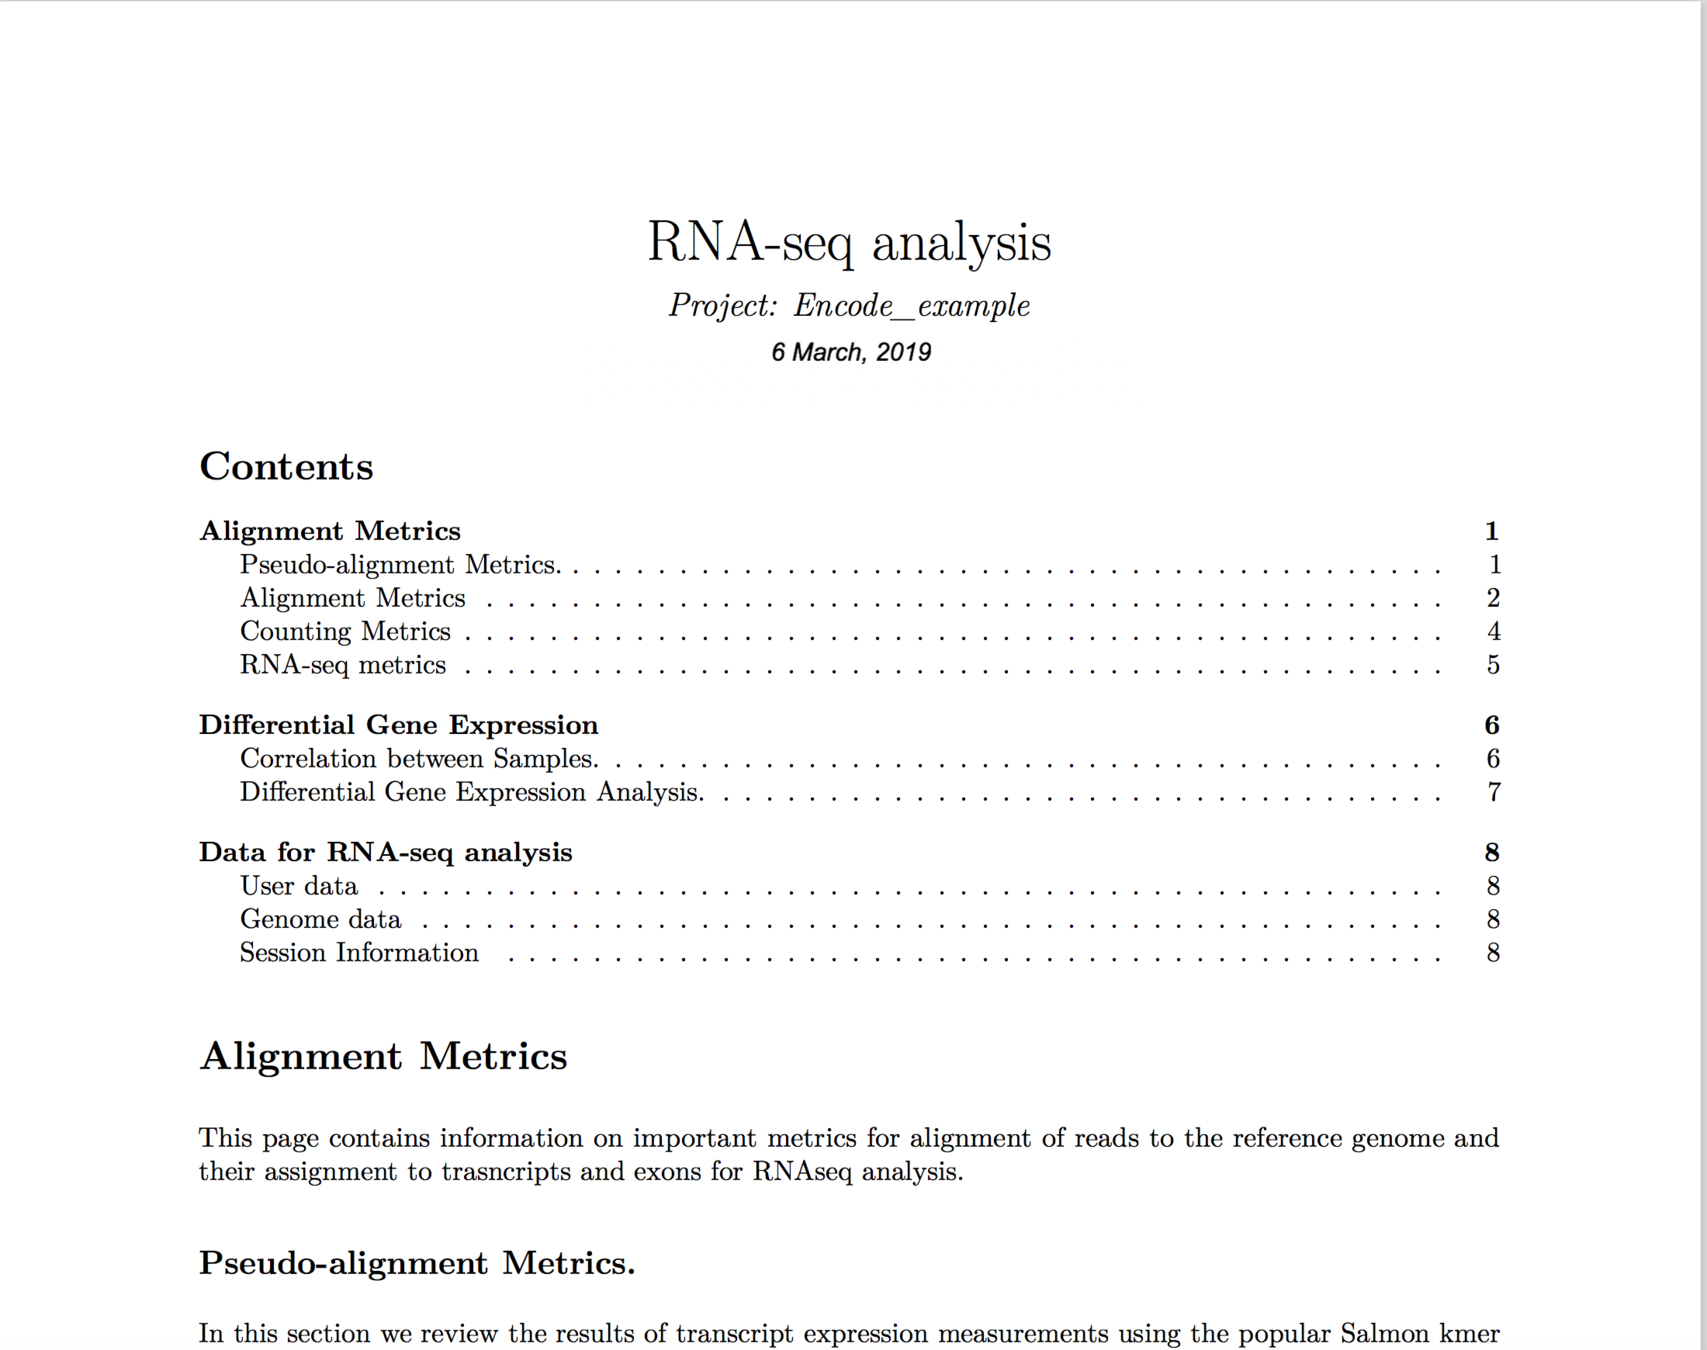 RNA-seq analysis
Project: Encode_example
6 March, 2019
Contents
Alignment Metrics 1
Pseudo-alignment Metrics. . . . . . . . . . . . . . . . . . . . . . . . . . . . . . . . . . . . . . . . . . 1
Alignment Metrics . . . . . . . . . . . . . . . . . . . . . . . . . . . . . . . . . . . . . . . . . . . . . 2
Counting Metrics . . . . . . . . . . . . . . . . . . . . . . . . . . . . . . . . . . . . . . . . . . . . . . 4
RNA-seq metrics . . . . . . . . . . . . . . . . . . . . . . . . . . . . . . . . . . . . . . . . . . . . . . 5
Differential Gene Expression 6
Correlation between Samples. . . . . . . . . . . . . . . . . . . . . . . . . . . . . . . . . . . . . . . . 6
Differential Gene Expression Analysis. . . . . . . . . . . . . . . . . . . . . . . . . . . . . . . . . . . 7
Data for RNA-seq analysis 8
User data . . . . . . . . . . . . . . . . . . . . . . . . . . . . . . . . . . . . . . . . . . . . . . . . . . 8
Genome data . . . . . . . . . . . . . . . . . . . . . . . . . . . . . . . . . . . . . . . . . . . . . . . . 8
Session Information . . . . . . . . . . . . . . . . . . . . . . . . . . . . . . . . . . . . . . . . . . . . 8
Alignment Metrics
This page contains information on important metrics for alignment of reads to the reference genome and
their assignment to trasncripts and exons for RNAseq analysis.
Pseudo-alignment Metrics.
In this section we review the results of transcript expression measurements using the popular Salmon kmer